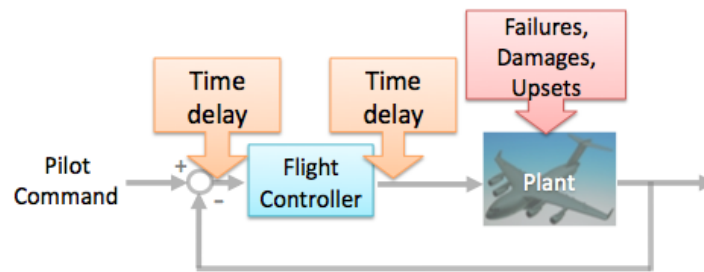 Failures,
Damages,
Upsets
Time
delay
Time
delay
Pilot
Command
+
-
Flight
Controller
Plant